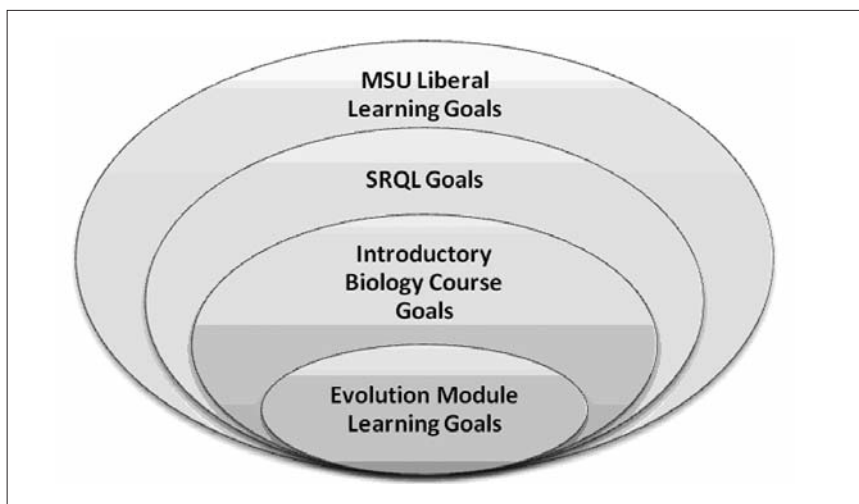 MSU Liberal
Learning Goals
SRQL Goals
Introductory
Biology Course
Goals
Evolution Module
Learning Goals